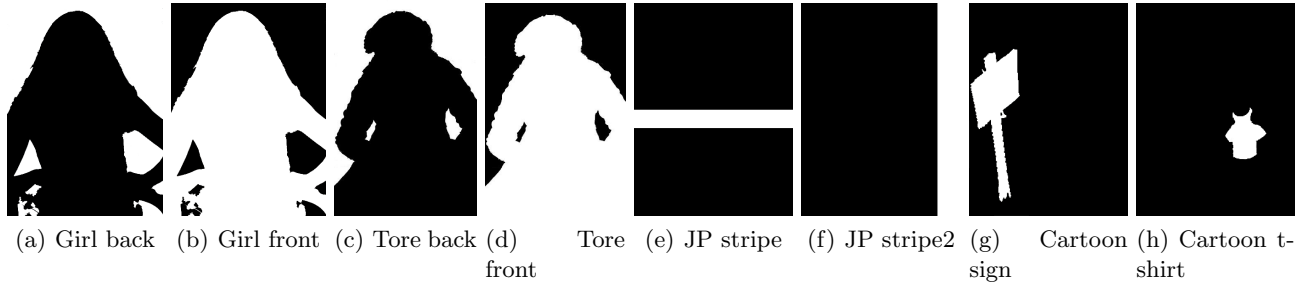 (a) Girl back (b) Girl front (c) Tore back (d) Tore front (e) JP stripe (f) JP stripe2 (g) Cartoon sign (h) Cartoon t-shirt